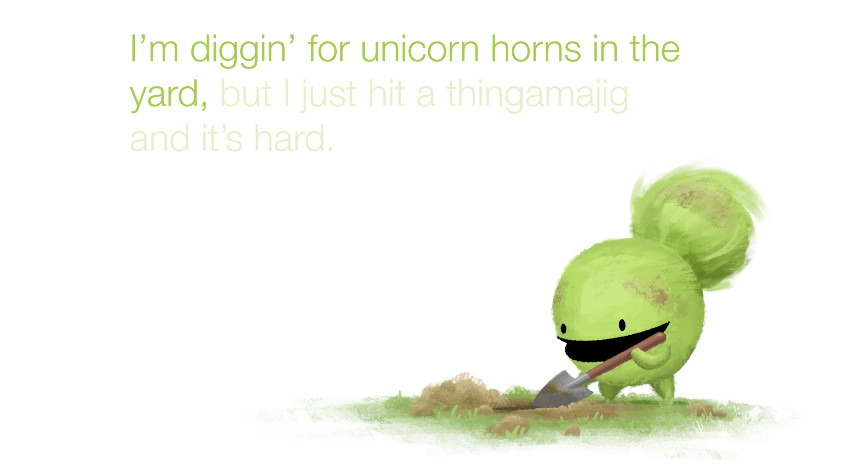 I’m diggin’ for unicorn horns in the
yard, but I just hit a thingamajig
and it’s hard.